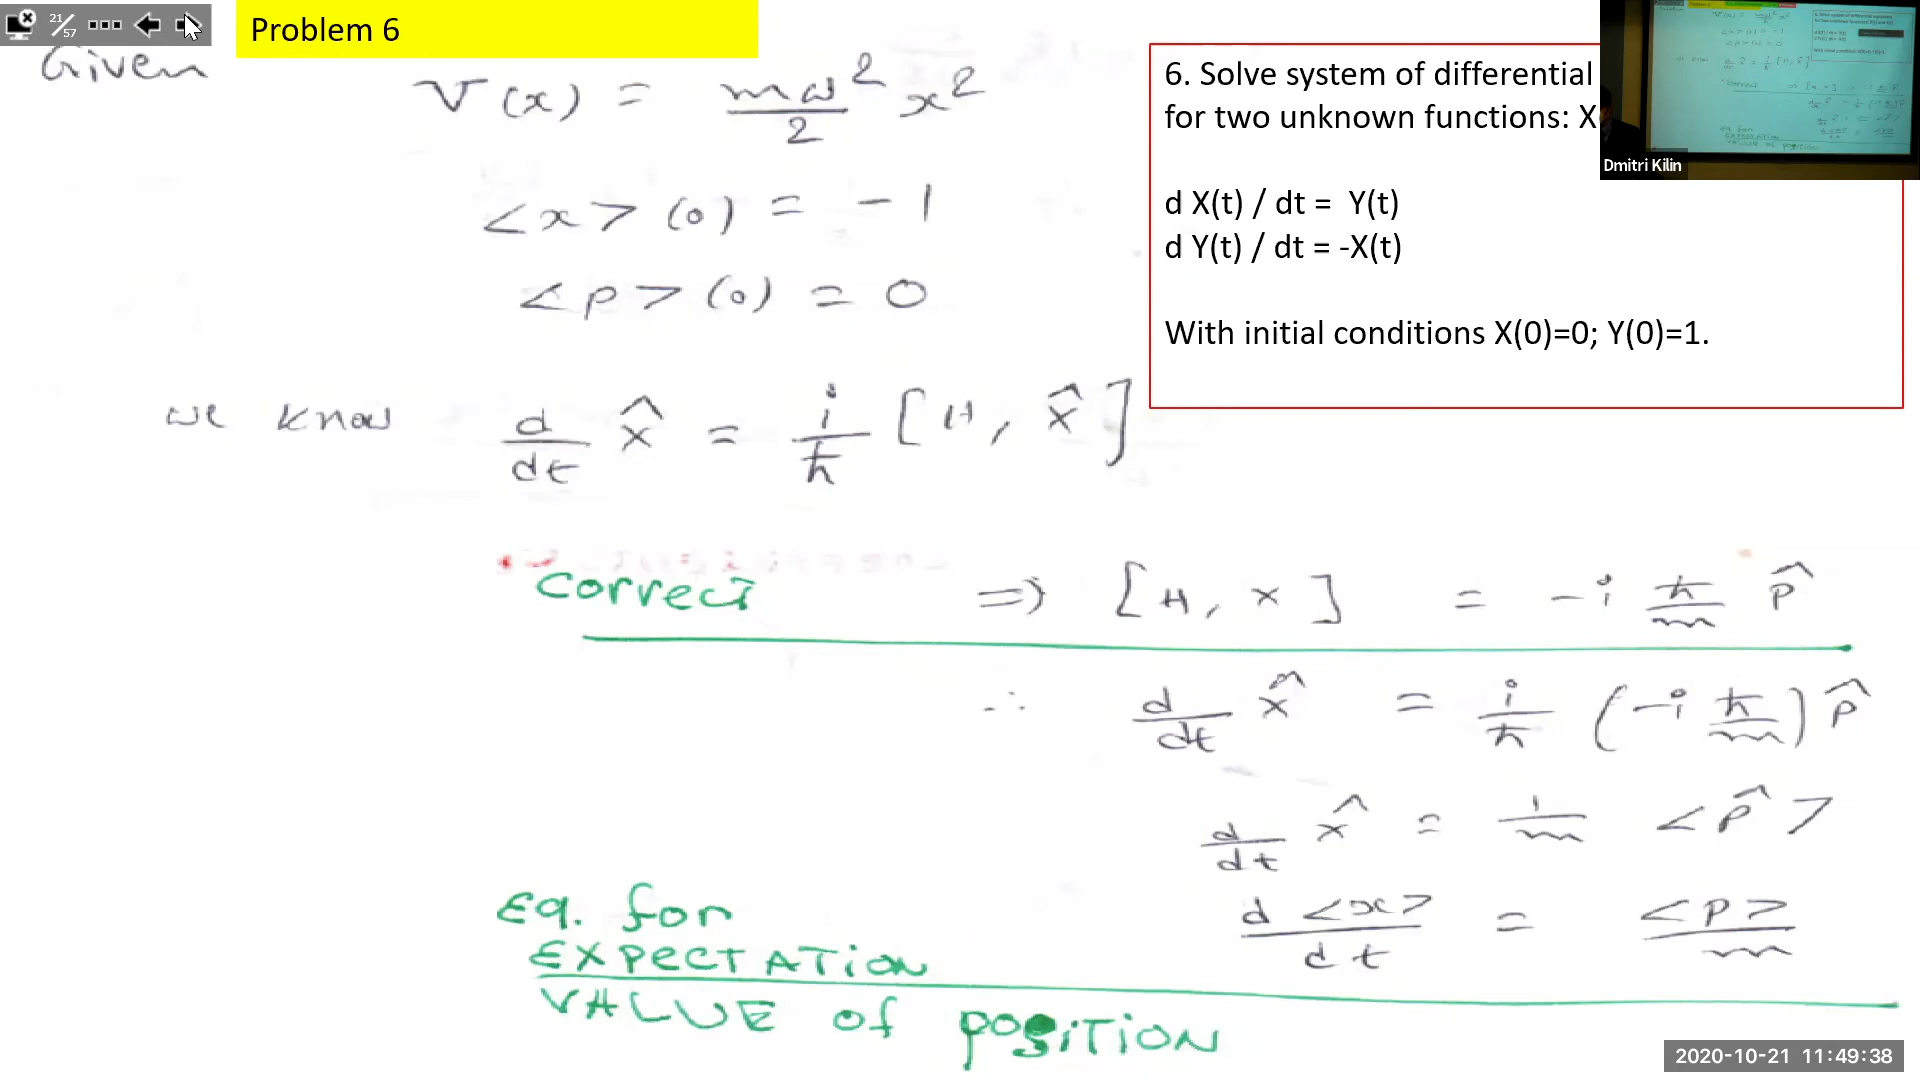 21/57
Problem 6
Given
V(x) = mω²/2 x²
<x>(0) = -1
<p>(0) = 0
we know d/dt x̂ = i/ħ [H, x̂]
6. Solve system of differential
for two unknown functions: X
d X(t) / dt = Y(t)
d Y(t) / dt = -X(t)
With initial conditions X(0)=0; Y(0)=1.
Dmitri Kilin
Correct ⇒ [H, x] = -i ħ/m p̂
∴ d/dt x̂ = i/ħ (-i ħ/m) p̂
d/dt x̂ = 1/m <p̂>
Eq. for
EXPECTATION
VALUE of POSITION
d<x>/dt = <p>/m
2020-10-21 11:49:38